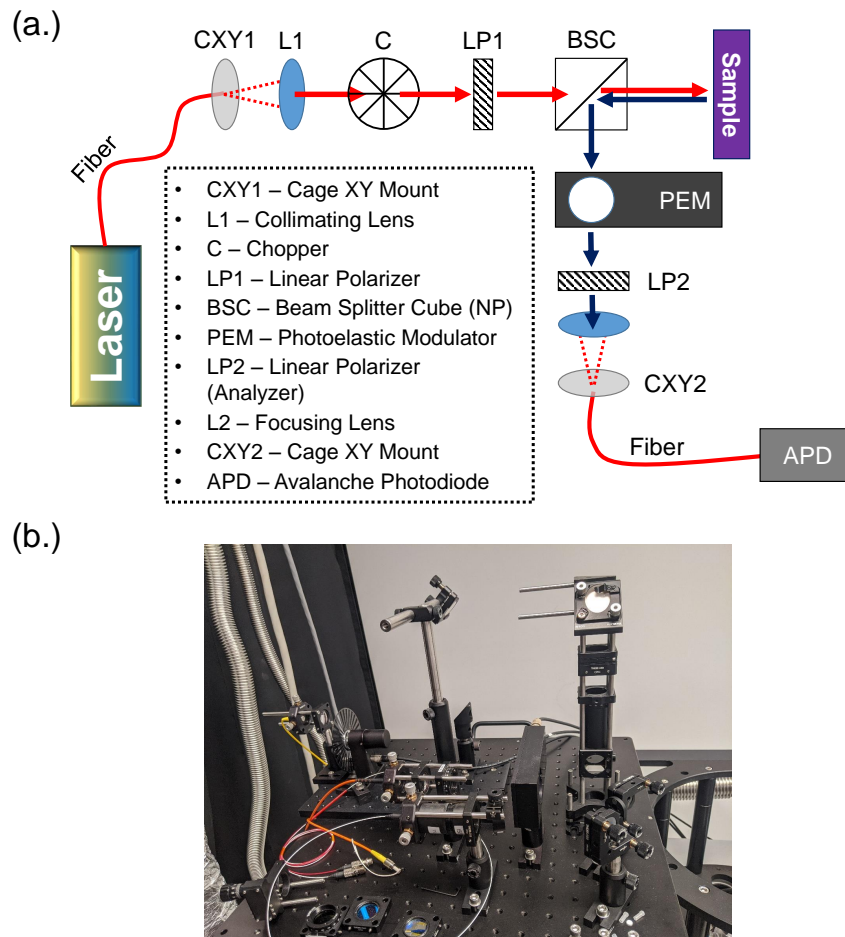 (a.)
CXY1 L1 C LP1 BSC
Sample
Fiber
Laser
• CXY1 – Cage XY Mount
• L1 – Collimating Lens
• C – Chopper
• LP1 – Linear Polarizer
• BSC – Beam Splitter Cube (NP)
• PEM – Photoelastic Modulator
• LP2 – Linear Polarizer
(Analyzer)
• L2 – Focusing Lens
• CXY2 – Cage XY Mount
• APD – Avalanche Photodiode
PEM
LP2
CXY2
Fiber
APD
(b.)